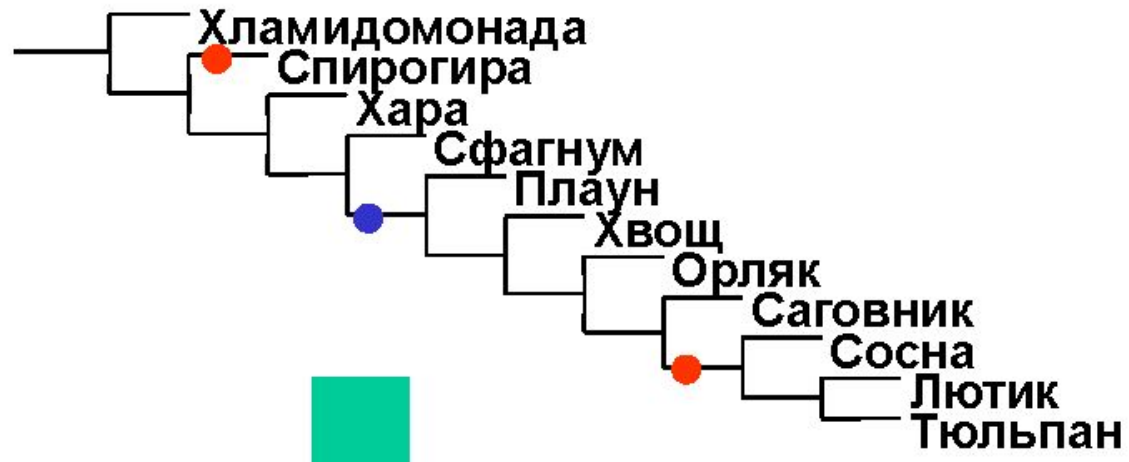 Хламидомонада
Спирогира
Хара
Сфагнум
Плаун
Хвощ
Орляк
Саговник
Сосна
Лютик
Тюльпан